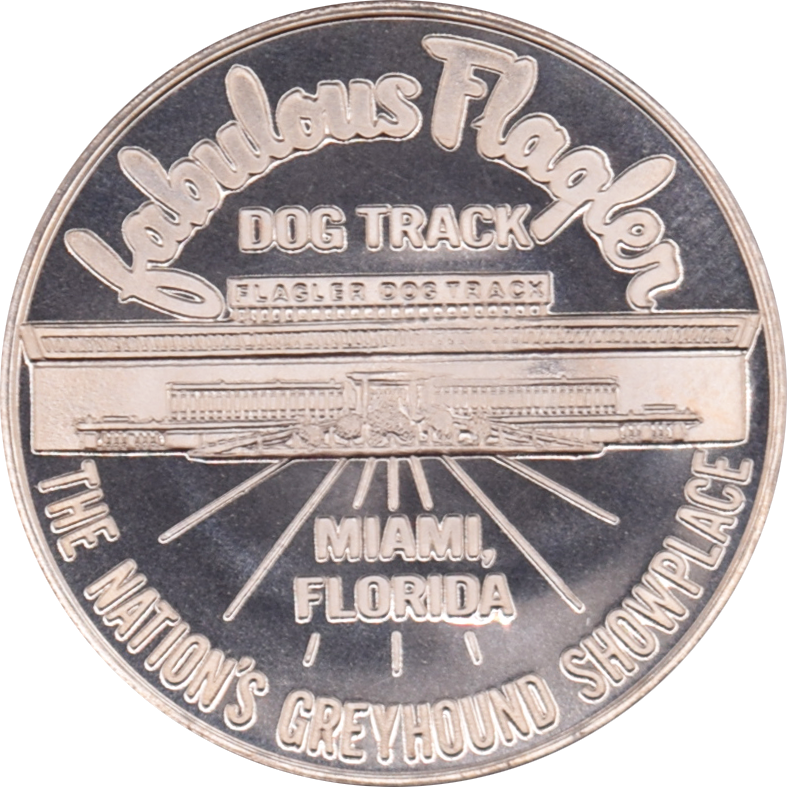 fabulous Flagler
DOG TRACK
FLAGLER DOG TRACK
MIAMI,
FLORIDA
THE NATION'S GREYHOUND SHOWPLACE